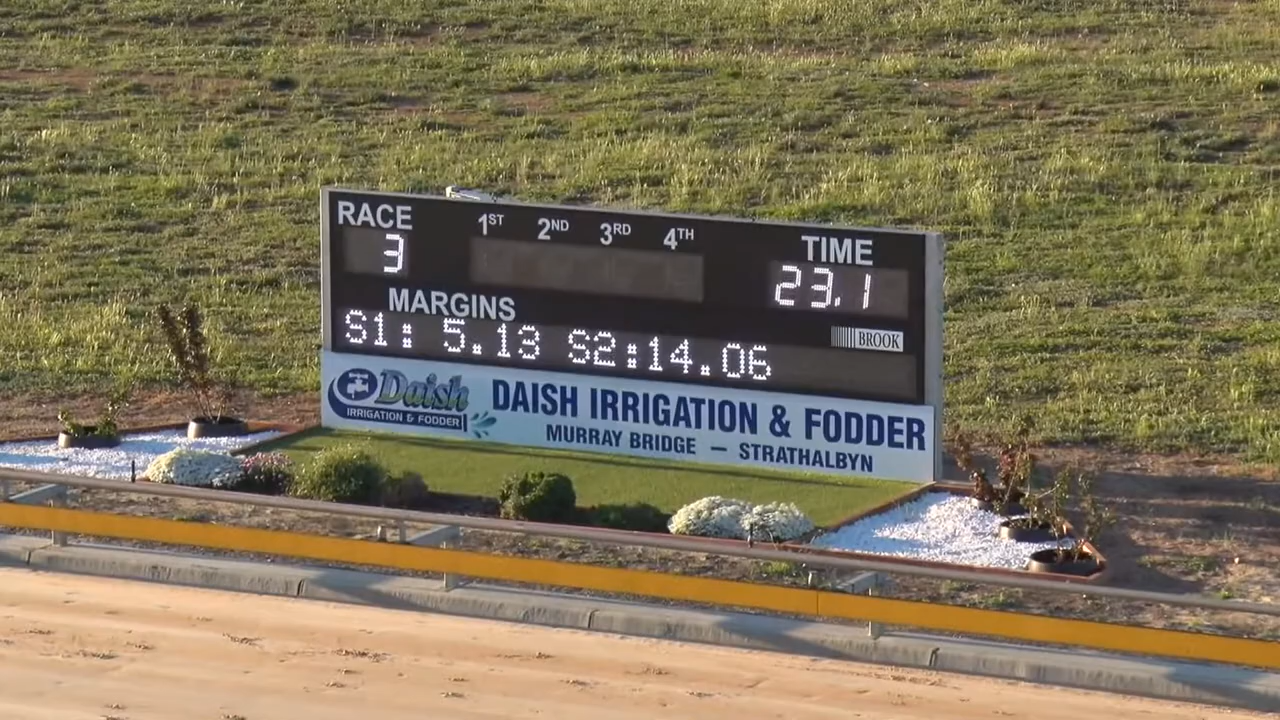 RACE 1ST 2ND 3RD 4TH TIME
3 23.1
MARGINS
S1: 5.13 S2:14.06
BROOK
Daish
IRRIGATION & FODDER
DAISH IRRIGATION & FODDER
MURRAY BRIDGE — STRATHALBYN